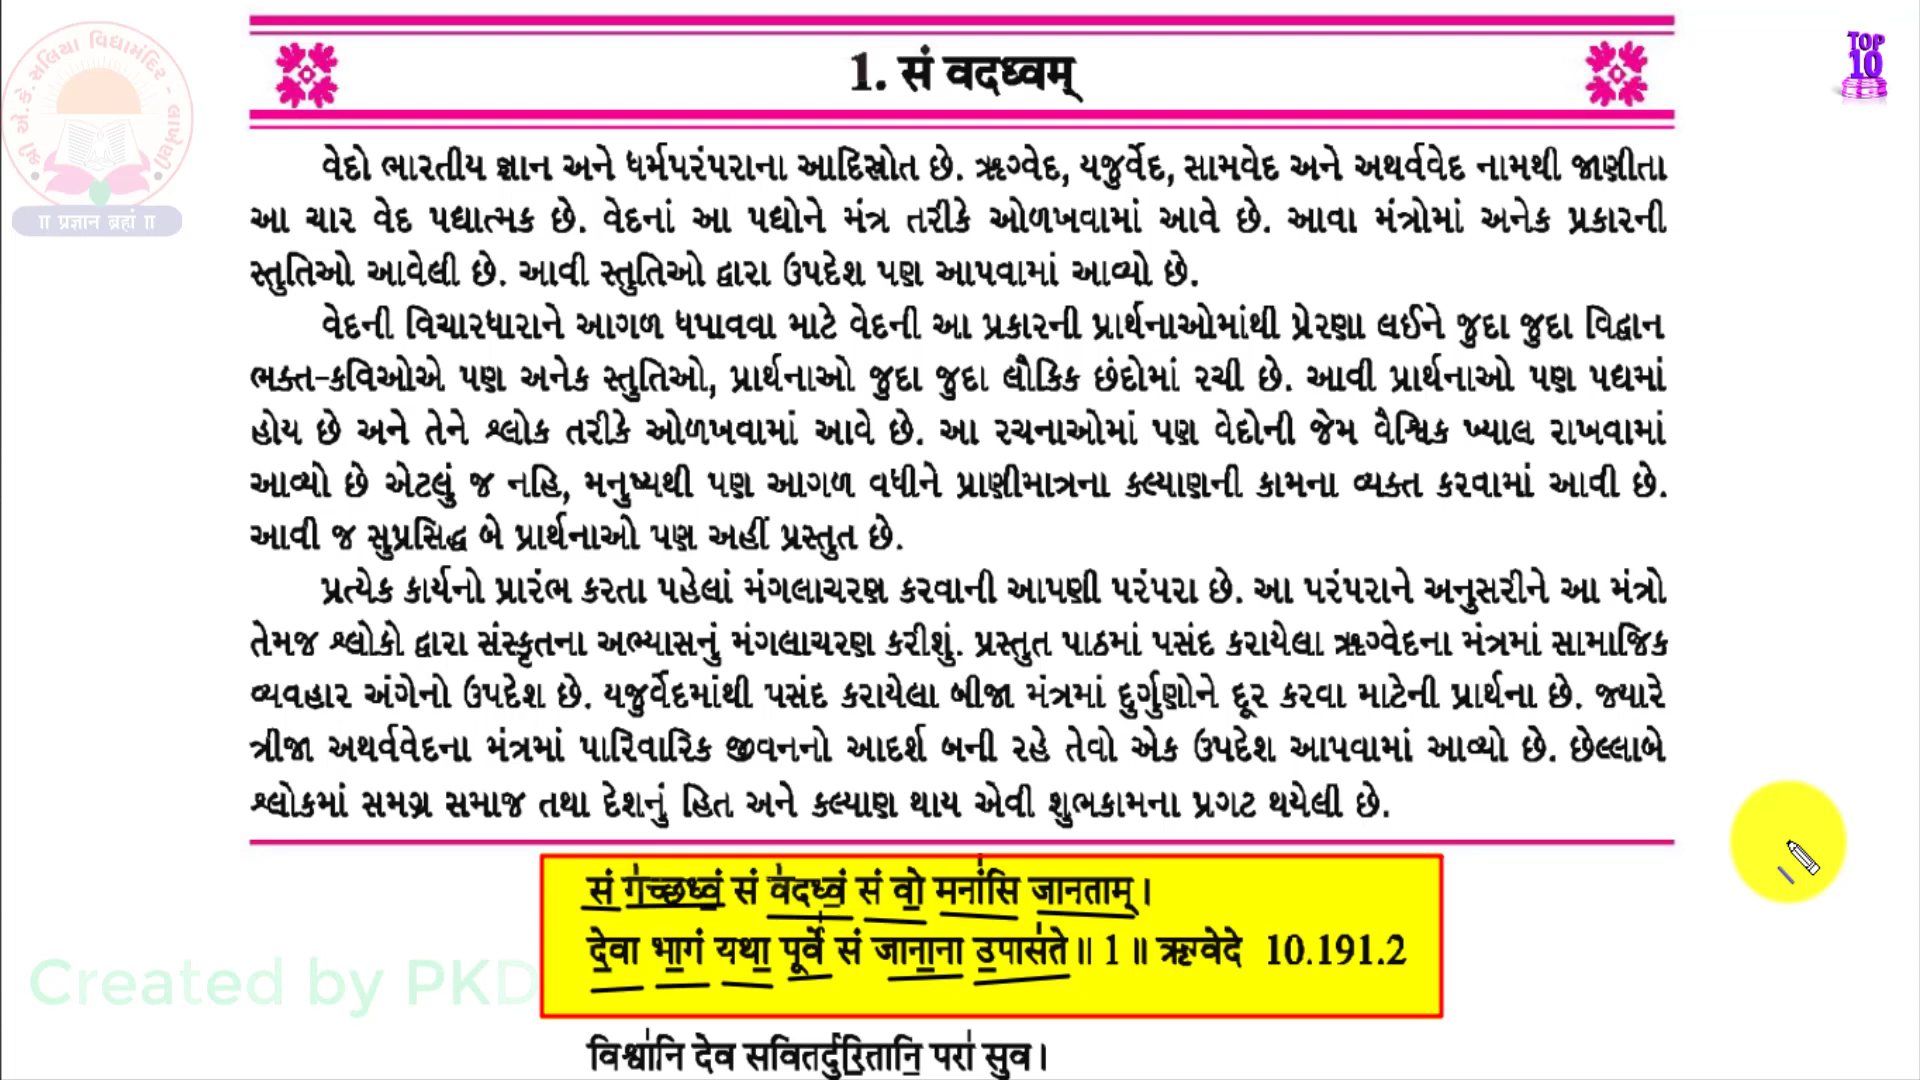 શ્રી એ.કે.સલિયા વિદ્યામંદિર - લાખેણી
॥ प्रज्ञान ब्रह्म ॥
TOP
10
1. सं वदध्वम्
વેદો ભારતીય જ્ઞાન અને ધર્મપરંપરાના આદિસ્રોત છે. ઋગ્વેદ, યજુર્વેદ, સામવેદ અને અથર્વવેદ નામથી જાણીતા
આ ચાર વેદ પદ્યાત્મક છે. વેદનાં આ પદ્યોને મંત્ર તરીકે ઓળખવામાં આવે છે. આવા મંત્રોમાં અનેક પ્રકારની
સ્તુતિઓ આવેલી છે. આવી સ્તુતિઓ દ્વારા ઉપદેશ પણ આપવામાં આવ્યો છે.
વેદની વિચારધારાને આગળ ધપાવવા માટે વેદની આ પ્રકારની પ્રાર્થનાઓમાંથી પ્રેરણા લઈને જુદા જુદા વિદ્વાન
ભક્ત-કવિઓએ પણ અનેક સ્તુતિઓ, પ્રાર્થનાઓ જુદા જુદા લૌકિક છંદોમાં રચી છે. આવી પ્રાર્થનાઓ પણ પદ્યમાં
હોય છે અને તેને શ્લોક તરીકે ઓળખવામાં આવે છે. આ રચનાઓમાં પણ વેદોની જેમ વૈશ્વિક ખ્યાલ રાખવામાં
આવ્યો છે એટલું જ નહિ, મનુષ્યથી પણ આગળ વધીને પ્રાણીમાત્રના કલ્યાણની કામના વ્યક્ત કરવામાં આવી છે.
આવી જ સુપ્રસિદ્ધ બે પ્રાર્થનાઓ પણ અહીં પ્રસ્તુત છે.
પ્રત્યેક કાર્યનો પ્રારંભ કરતા પહેલાં મંગલાચરણ કરવાની આપણી પરંપરા છે. આ પરંપરાને અનુસરીને આ મંત્રો
તેમજ શ્લોકો દ્વારા સંસ્કૃતના અભ્યાસનું મંગલાચરણ કરીશું. પ્રસ્તુત પાઠમાં પસંદ કરાયેલા ઋગ્વેદના મંત્રમાં સામાજિક
વ્યવહાર અંગેનો ઉપદેશ છે. યજુર્વેદમાંથી પસંદ કરાયેલા બીજા મંત્રમાં દુર્ગુણોને દૂર કરવા માટેની પ્રાર્થના છે. જ્યારે
ત્રીજા અથર્વવેદના મંત્રમાં પારિવારિક જીવનનો આદર્શ બની રહે તેવો એક ઉપદેશ આપવામાં આવ્યો છે. છેલ્લાબે
શ્લોકમાં સમગ્ર સમાજ તથા દેશનું હિત અને કલ્યાણ થાય એવી શુભકામના પ્રગટ થયેલી છે.
सं ग॑च्छध्वं॒ सं व॑दध्वं॒ सं वो॒ मनां॑सि जानताम्।
दे॒वा भा॒गं यथा॒ पूर्वे॑ सं जाना॒ना उ॒पास॑ते॥ 1 ॥ ऋग्वेदे 10.191.2
Created by PKD
विश्वा॑नि देव सवितर्दुरि॒तानि॒ परा॑ सुव।